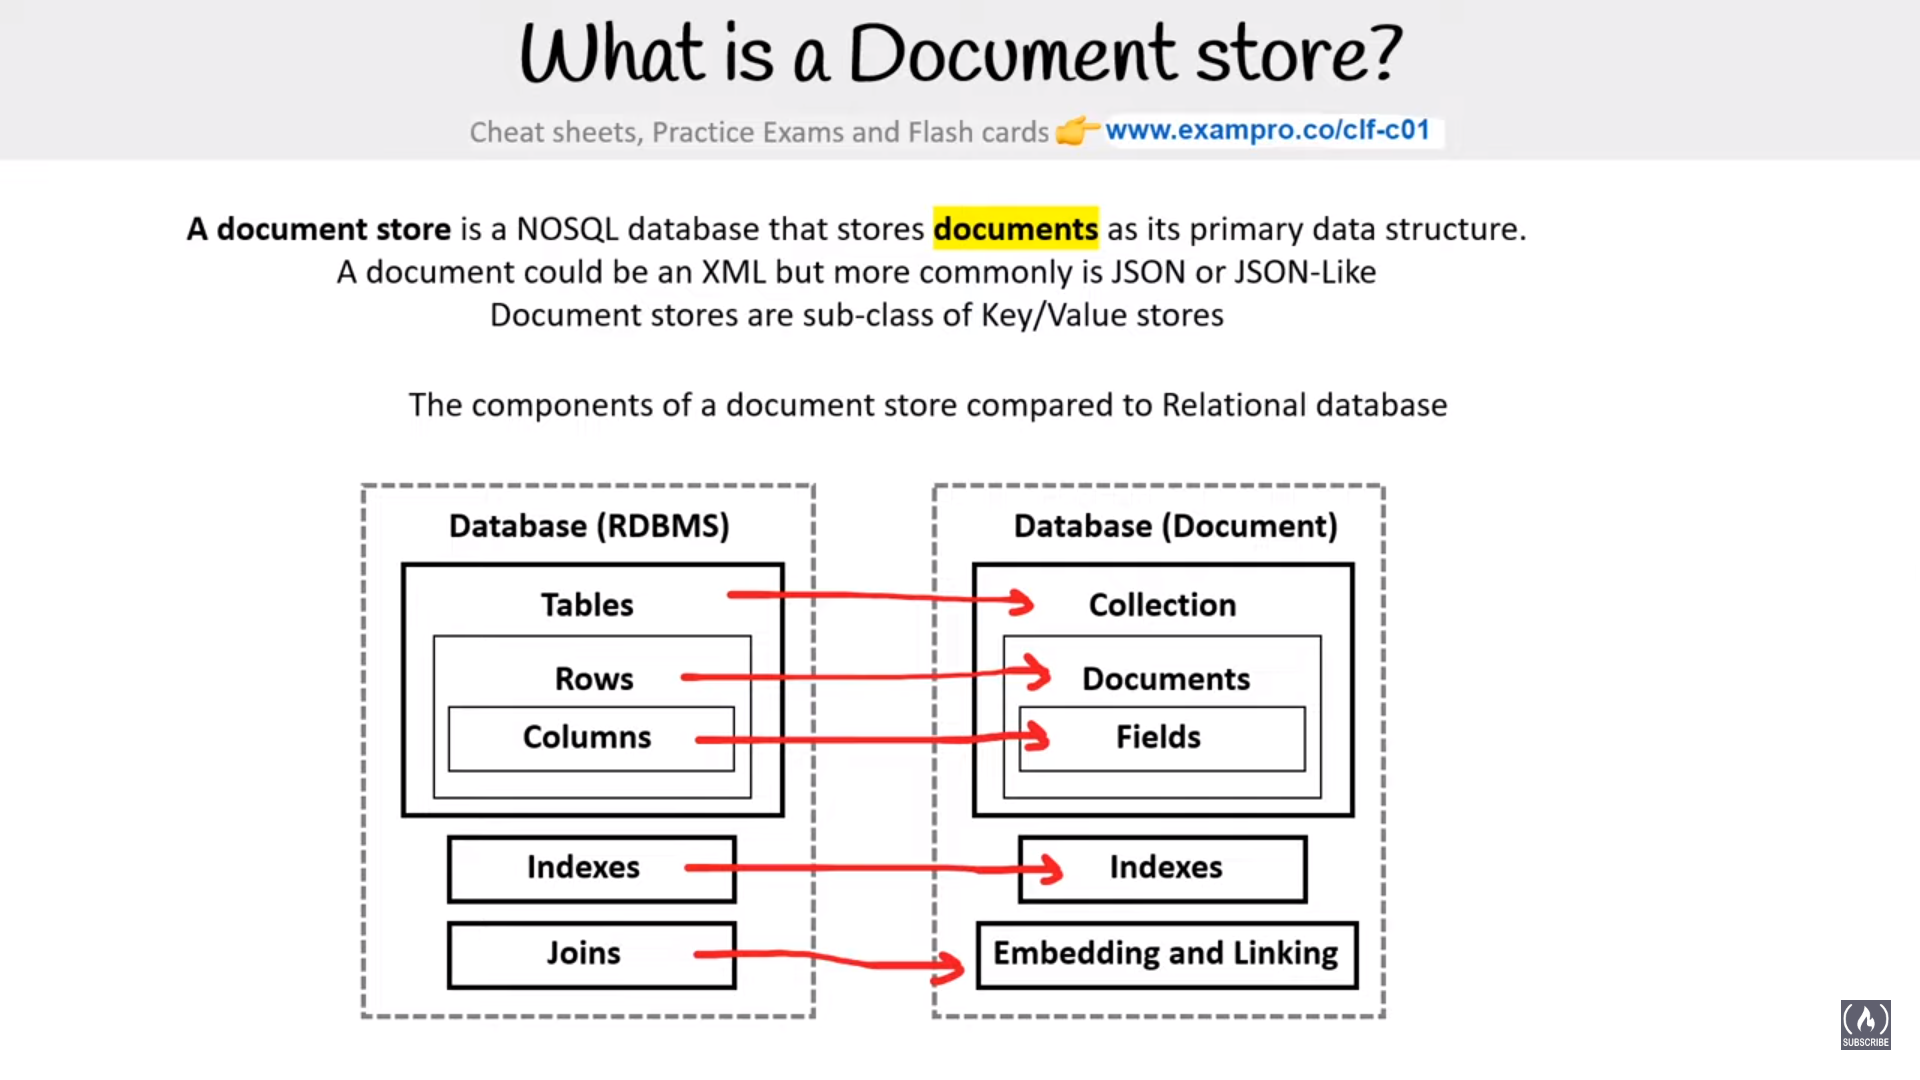 What is a Document store?
Cheat sheets, Practice Exams and Flash cards 👉 www.exampro.co/clf-c01
A document store is a NOSQL database that stores documents as its primary data structure.
A document could be an XML but more commonly is JSON or JSON-Like
Document stores are sub-class of Key/Value stores
The components of a document store compared to Relational database
Database (RDBMS)
Tables
Rows
Columns
Indexes
Joins
Database (Document)
Collection
Documents
Fields
Indexes
Embedding and Linking
SUBSCRIBE